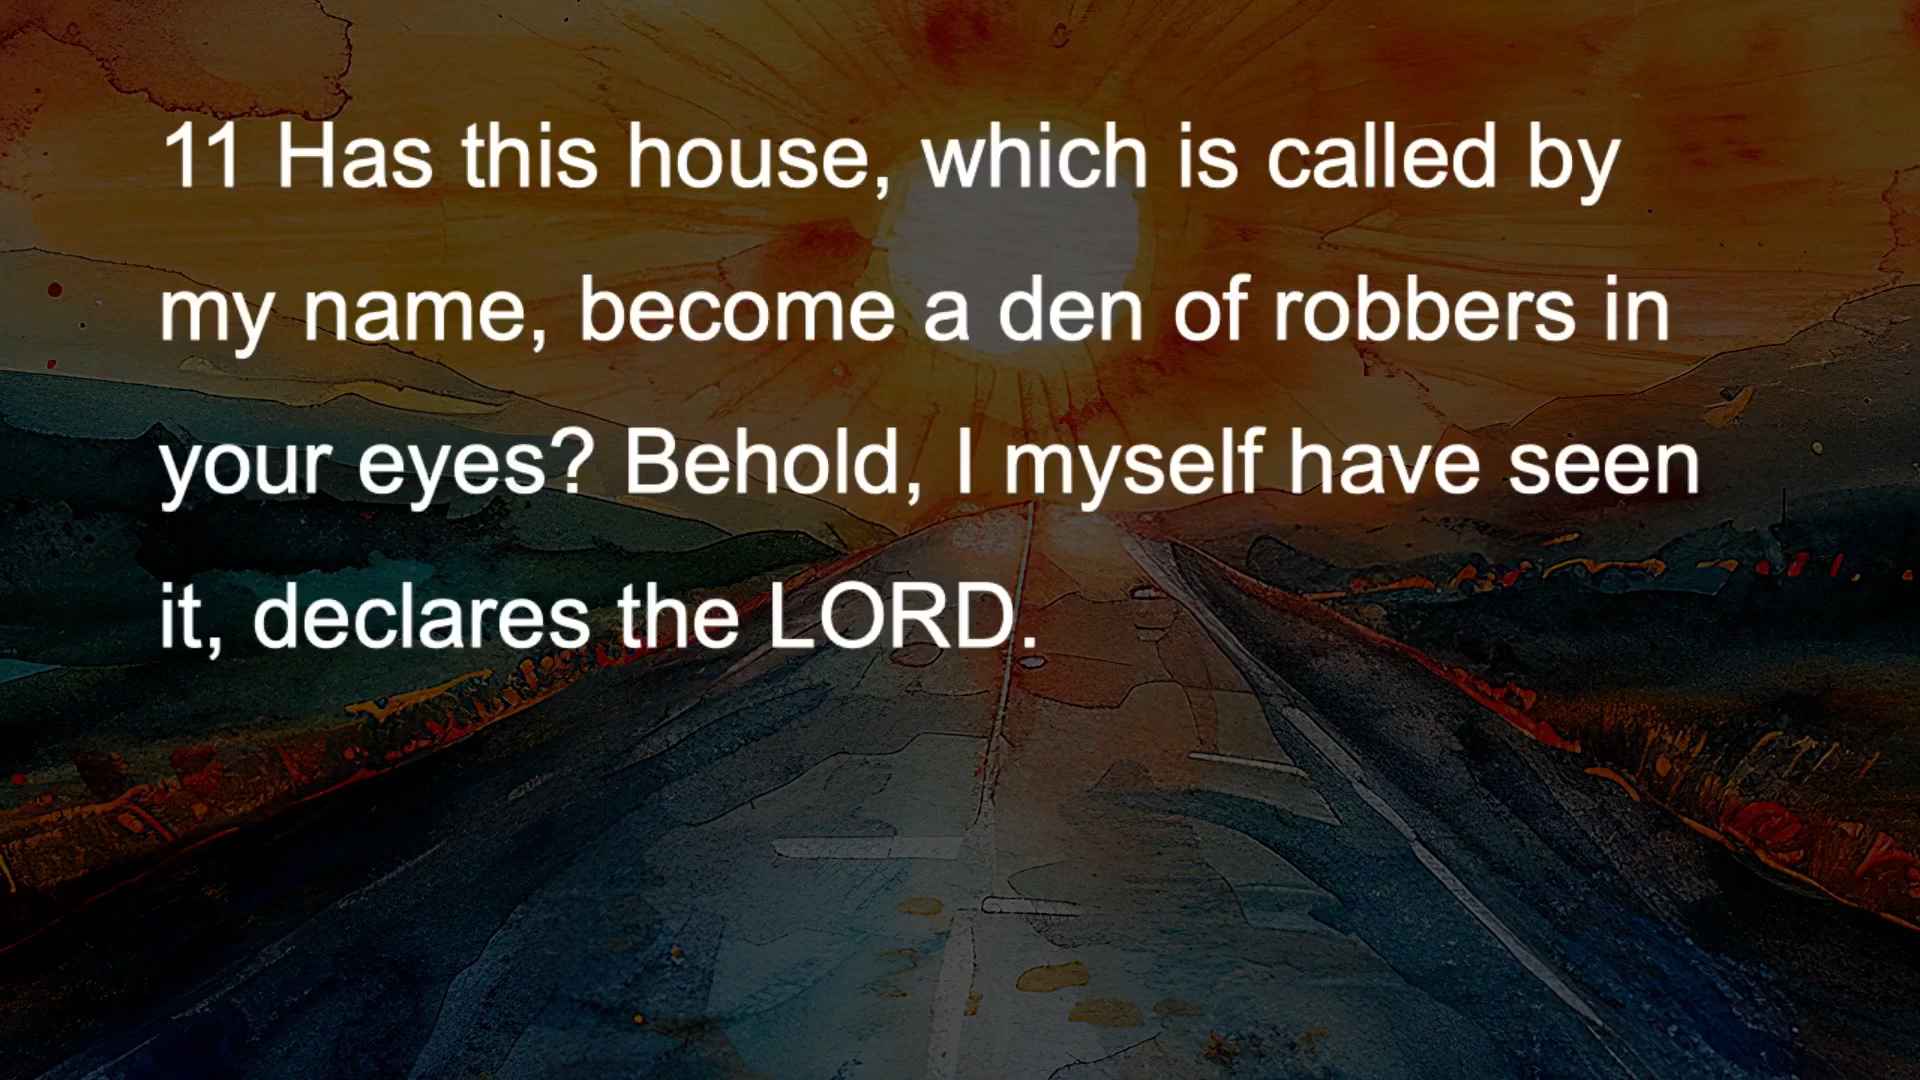 11 Has this house, which is called by
my name, become a den of robbers in
your eyes? Behold, I myself have seen
it, declares the LORD.